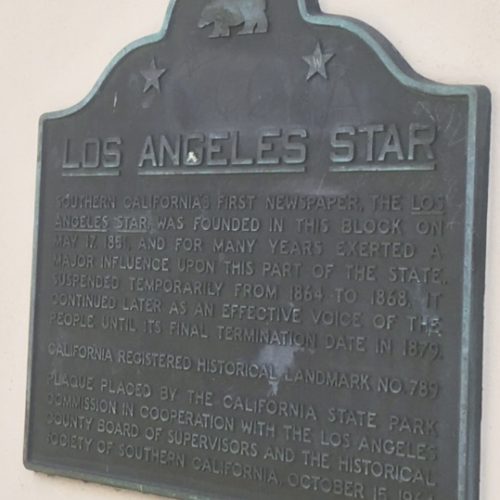 LOS ANGELES STAR
SOUTHERN CALIFORNIA'S FIRST NEWSPAPER, THE LOS
ANGELES STAR, WAS FOUNDED IN THIS BLOCK ON
MAY 17, 1851, AND FOR MANY YEARS EXERTED A
MAJOR INFLUENCE UPON THIS PART OF THE STATE.
SUSPENDED TEMPORARILY FROM 1864 TO 1868, IT
CONTINUED LATER AS AN EFFECTIVE VOICE OF THE
PEOPLE UNTIL ITS FINAL TERMINATION DATE IN 1879.
CALIFORNIA REGISTERED HISTORICAL LANDMARK NO. 789
PLAQUE PLACED BY THE CALIFORNIA STATE PARK
COMMISSION IN COOPERATION WITH THE LOS ANGELES
COUNTY BOARD OF SUPERVISORS AND THE HISTORICAL
SOCIETY OF SOUTHERN CALIFORNIA, OCTOBER 15,